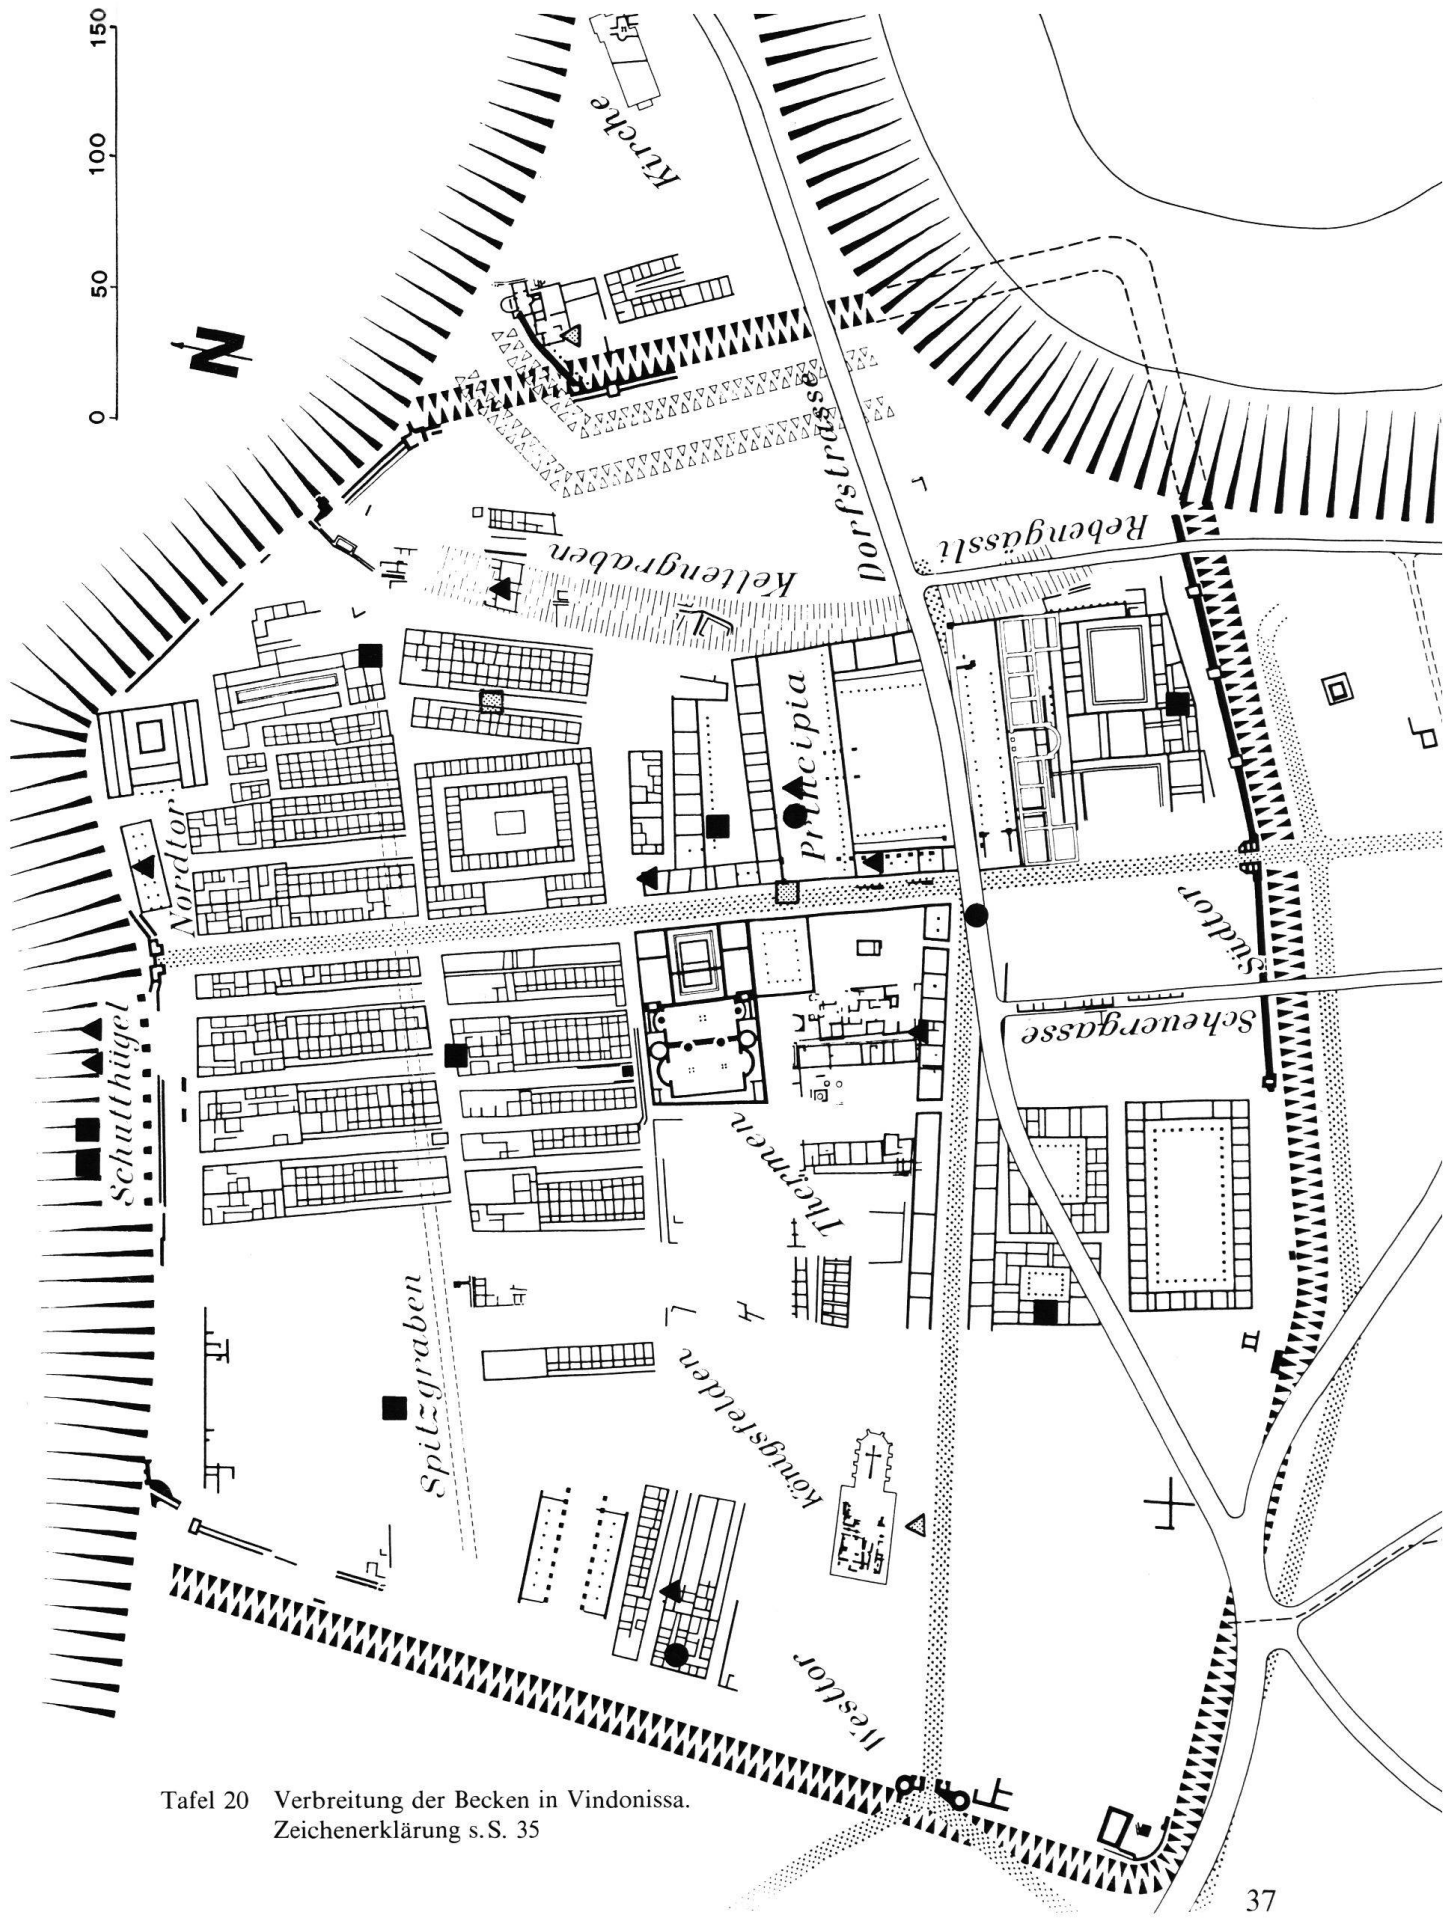 150
100
50
0
N
Kirche
Dorfstrasse
Rebengässli
Keltengraben
Principia
Nordtor
Südtor
Schutthügel
Scheuergasse
Thermen
Spitzgraben
Königsfelden
Westtor
Tafel 20 Verbreitung der Becken in Vindonissa.
Zeichenerklärung s. S. 35
37